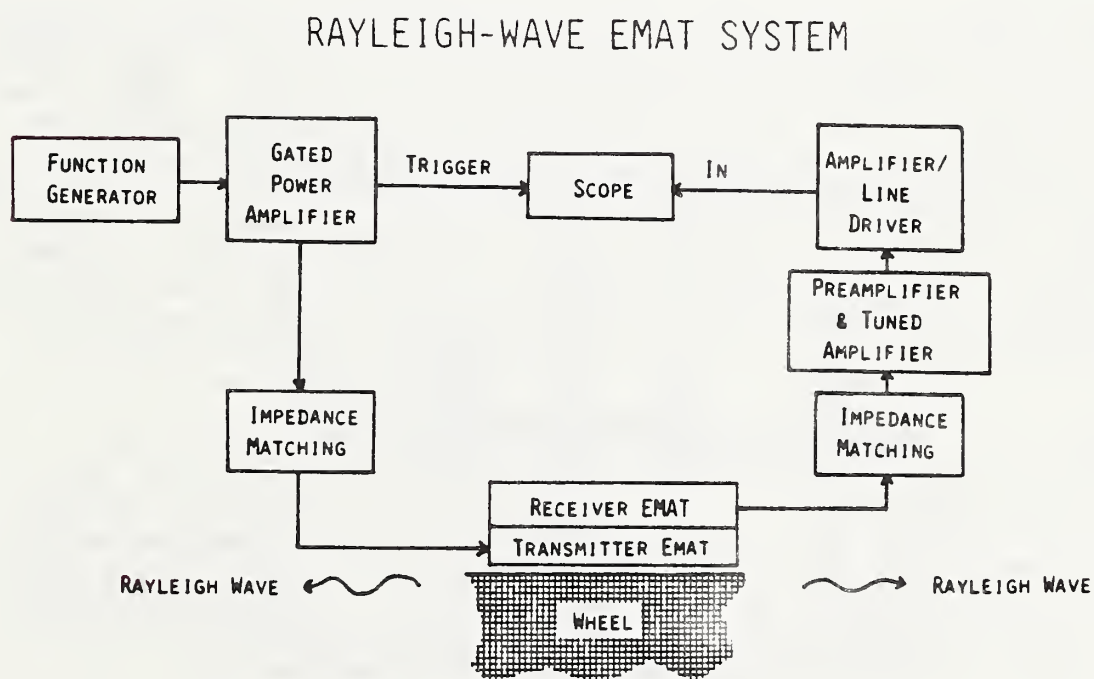 RAYLEIGH-WAVE EMAT SYSTEM
FUNCTION
GENERATOR
GATED
POWER
AMPLIFIER
TRIGGER
SCOPE
IN
AMPLIFIER/
LINE
DRIVER
PREAMPLIFIER
& TUNED
AMPLIFIER
IMPEDANCE
MATCHING
IMPEDANCE
MATCHING
RECEIVER EMAT
TRANSMITTER EMAT
RAYLEIGH WAVE
RAYLEIGH WAVE
WHEEL